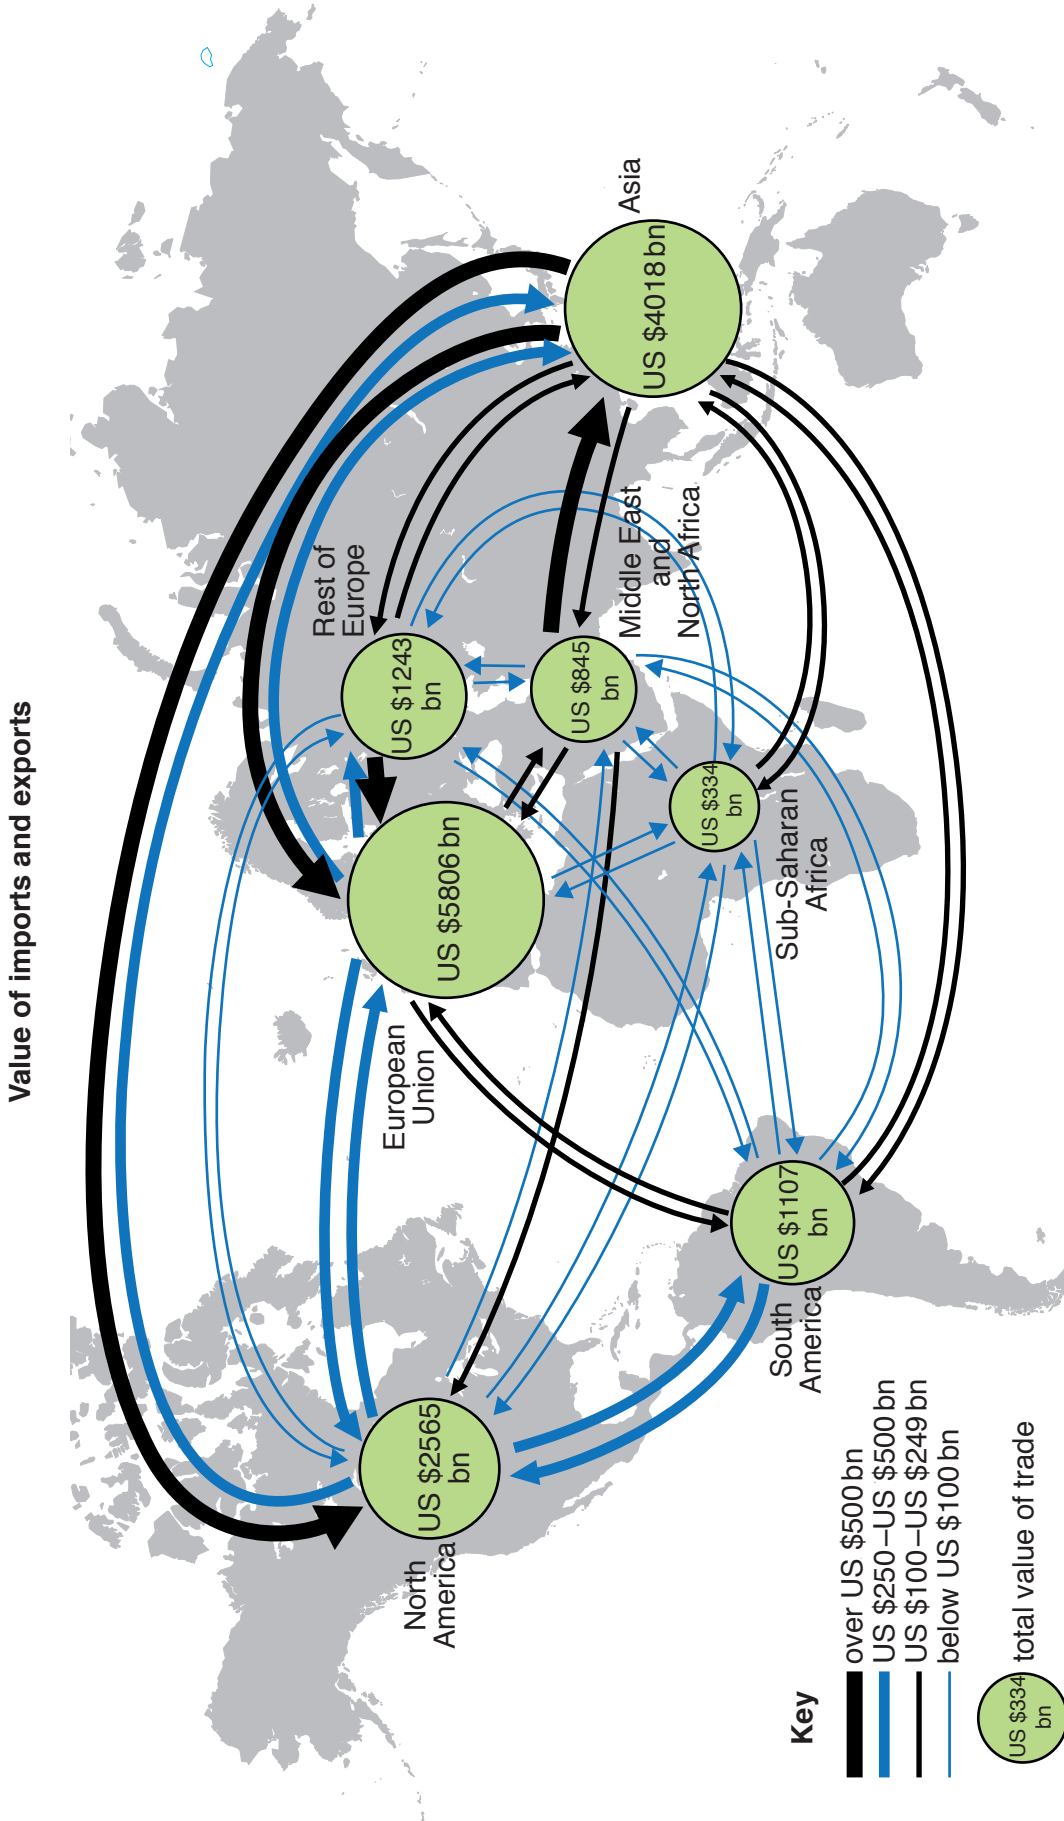 Value of imports and exports
North
America
US $2565
bn
European
Union
US $5806 bn
Rest of
Europe
US $1243
bn
Asia
US $4018 bn
Middle East
and
North Africa
US $845
bn
US $334
bn
Sub-Saharan
Africa
South
America
US $1107
bn
Key
over US $500 bn
US $250–US $500 bn
US $100–US $249 bn
below US $100 bn
US $334
bn
total value of trade